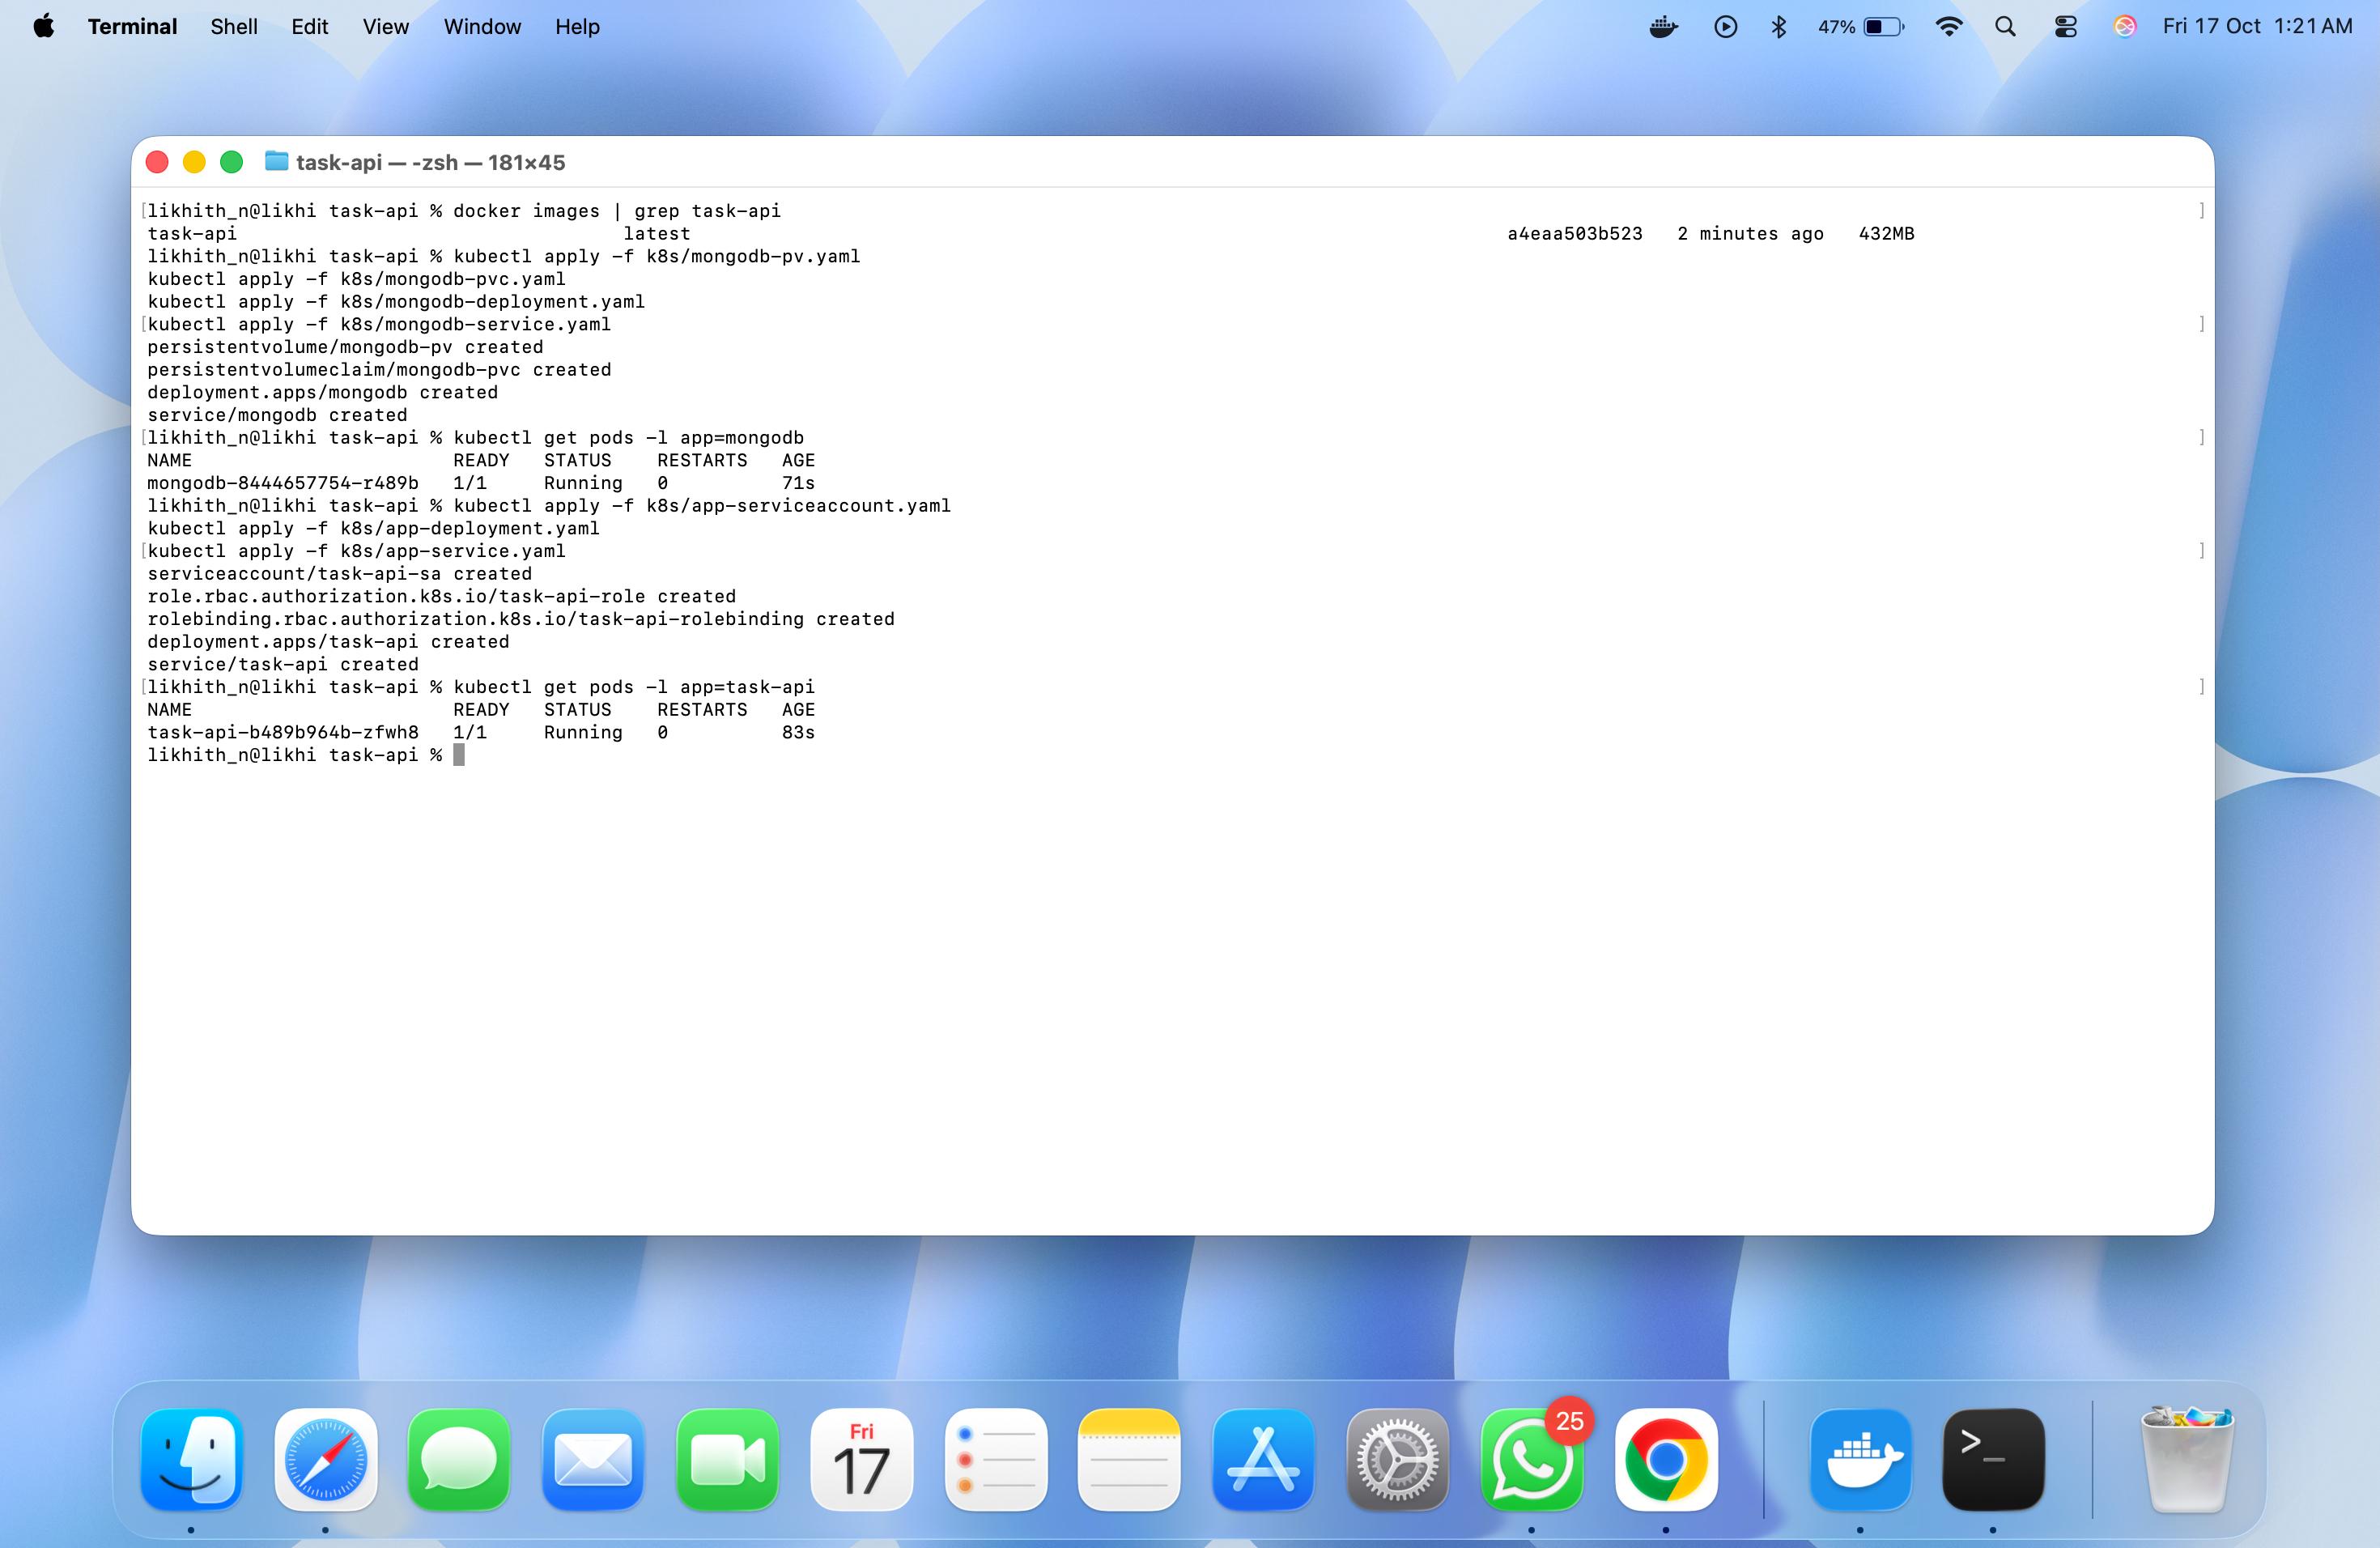 Terminal Shell Edit View Window Help 47% Fri 17 Oct 1:21 AM
task-api — -zsh — 181×45
[likhith_n@likhi task-api % docker images | grep task-api ]
task-api latest a4eaa503b523 2 minutes ago 432MB
likhith_n@likhi task-api % kubectl apply -f k8s/mongodb-pv.yaml
kubectl apply -f k8s/mongodb-pvc.yaml
kubectl apply -f k8s/mongodb-deployment.yaml
[kubectl apply -f k8s/mongodb-service.yaml ]
persistentvolume/mongodb-pv created
persistentvolumeclaim/mongodb-pvc created
deployment.apps/mongodb created
service/mongodb created
[likhith_n@likhi task-api % kubectl get pods -l app=mongodb ]
NAME READY STATUS RESTARTS AGE
mongodb-8444657754-r489b 1/1 Running 0 71s
likhith_n@likhi task-api % kubectl apply -f k8s/app-serviceaccount.yaml
kubectl apply -f k8s/app-deployment.yaml
[kubectl apply -f k8s/app-service.yaml ]
serviceaccount/task-api-sa created
role.rbac.authorization.k8s.io/task-api-role created
rolebinding.rbac.authorization.k8s.io/task-api-rolebinding created
deployment.apps/task-api created
service/task-api created
[likhith_n@likhi task-api % kubectl get pods -l app=task-api ]
NAME READY STATUS RESTARTS AGE
task-api-b489b964b-zfwh8 1/1 Running 0 83s
likhith_n@likhi task-api %
Fri
17
25
>_